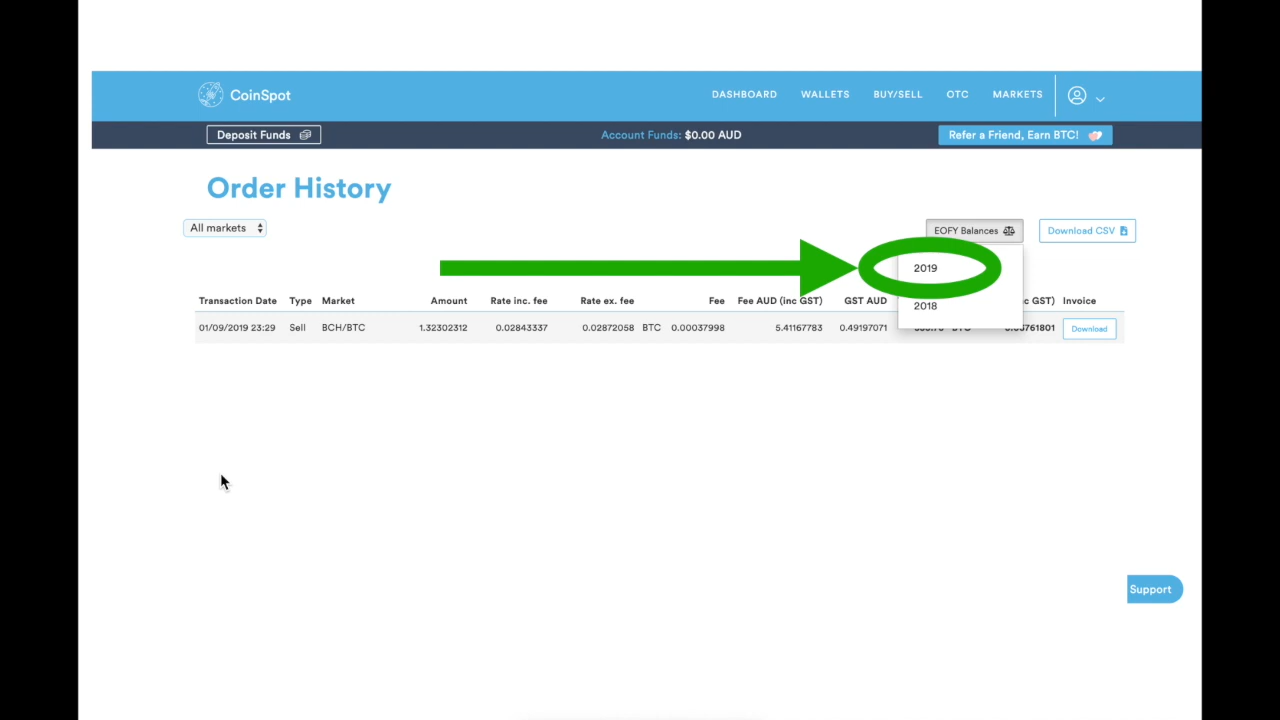 CoinSpot DASHBOARD WALLETS BUY/SELL OTC MARKETS
Deposit Funds Account Funds: $0.00 AUD Refer a Friend, Earn BTC!
Order History
All markets EOFY Balances Download CSV
2019
Transaction Date Type Market Amount Rate inc. fee Rate ex. fee Fee Fee AUD (inc GST) GST AUD GST) Invoice
2018
01/09/2019 23:29 Sell BCH/BTC 1.32302312 0.02843337 0.02872058 BTC 0.00037998 5.41167783 0.49197071 Download
Support